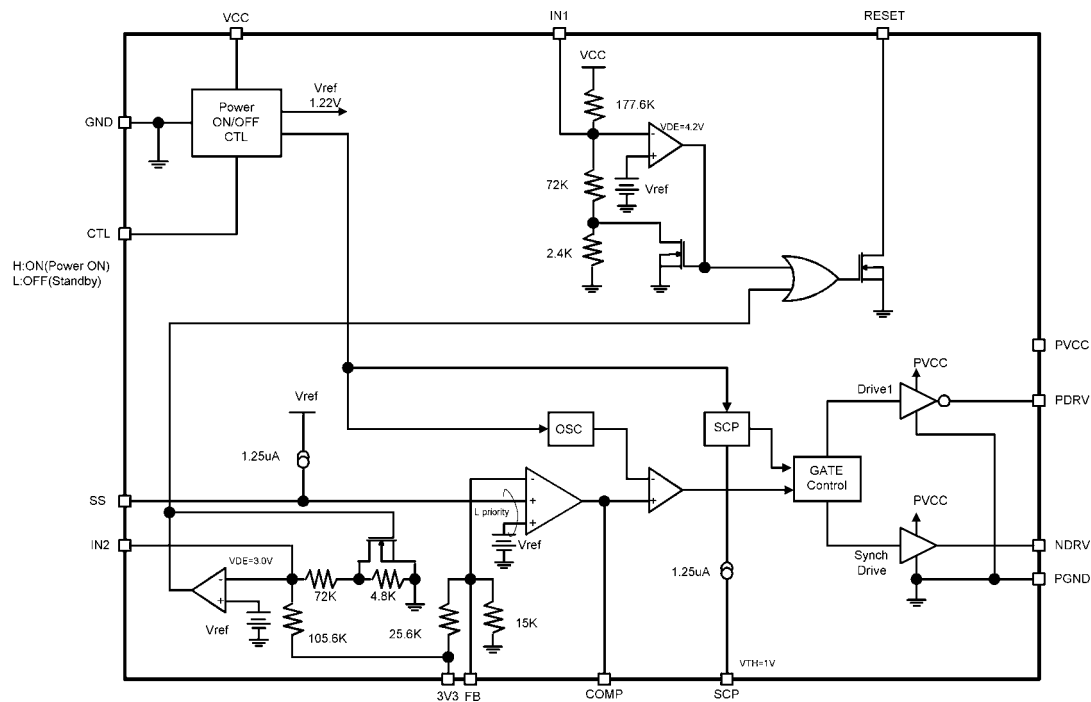 VCC
IN1
RESET
Vref
1.22V
Power
ON/OFF
CTL
GND
VCC
177.6K
VDE=4.2V
Vref
72K
2.4K
CTL
H:ON(Power ON)
L:OFF(Standby)
PVCC
PVCC
Drive1
PDRV
Vref
1.25uA
OSC
SCP
GATE
Control
SS
L priority
Vref
PVCC
IN2
VDE=3.0V
72K
4.8K
Vref
105.6K
25.6K
15K
1.25uA
Synch
Drive
NDRV
PGND
VTH=1V
3V3
FB
COMP
SCP